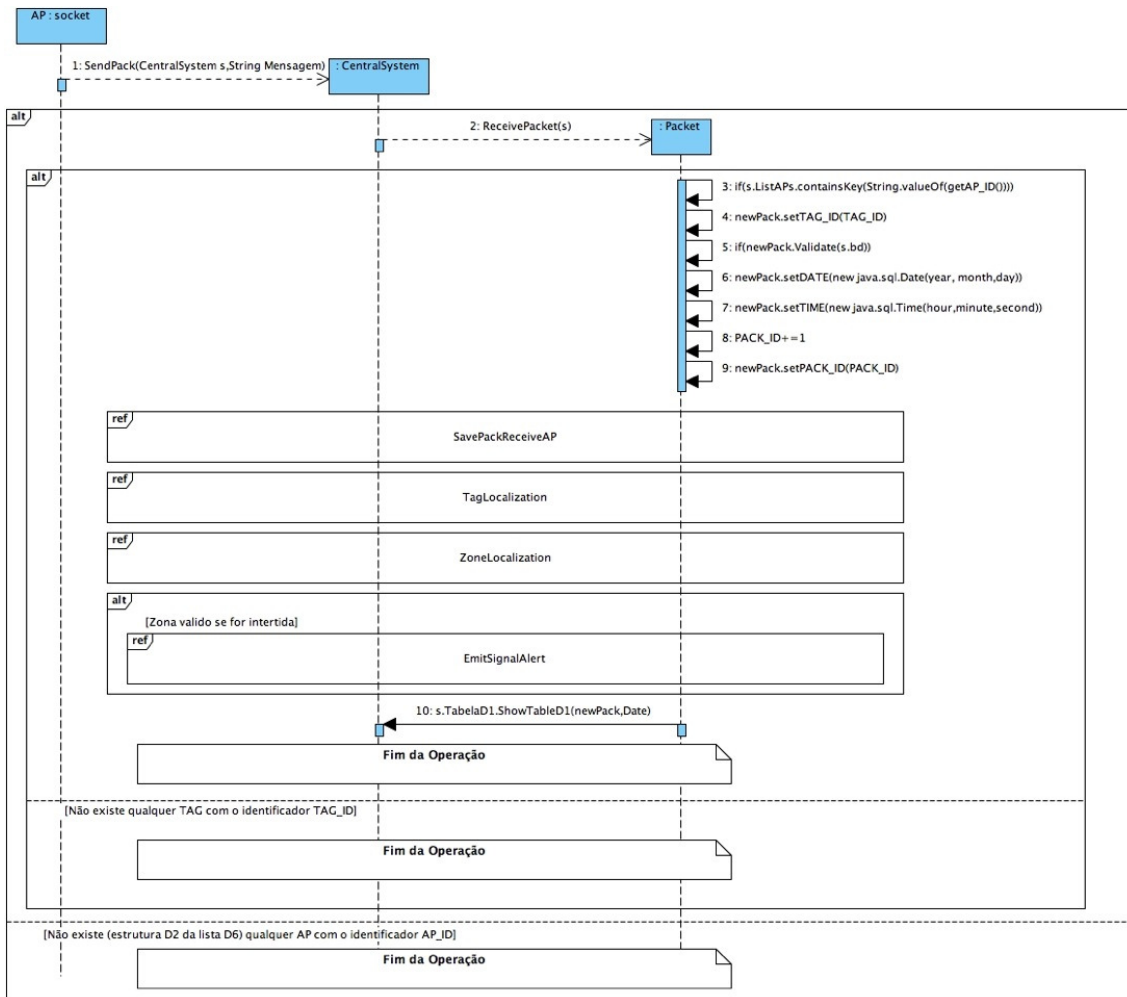 AP : socket
1: SendPack(CentralSystem s,String Mensagem)
: CentralSystem
alt
2: ReceivePacket(s)
: Packet
alt
3: if(s.ListAPs.containsKey(String.valueOf(getAP_ID())))
4: newPack.setTAG_ID(TAG_ID)
5: if(newPack.Validate(s.bd))
6: newPack.setDATE(new java.sql.Date(year, month,day))
7: newPack.setTIME(new java.sql.Time(hour,minute,second))
8: PACK_ID+=1
9: newPack.setPACK_ID(PACK_ID)
ref
SavePackReceiveAP
ref
TagLocalization
ref
ZoneLocalization
alt
[Zona valido se for intertida]
ref
EmitSignalAlert
10: s.TabelaD1.ShowTableD1(newPack,Date)
Fim da Operação
[Não existe qualquer TAG com o identificador TAG_ID]
Fim da Operação
[Não existe (estrutura D2 da lista D6) qualquer AP com o identificador AP_ID]
Fim da Operação